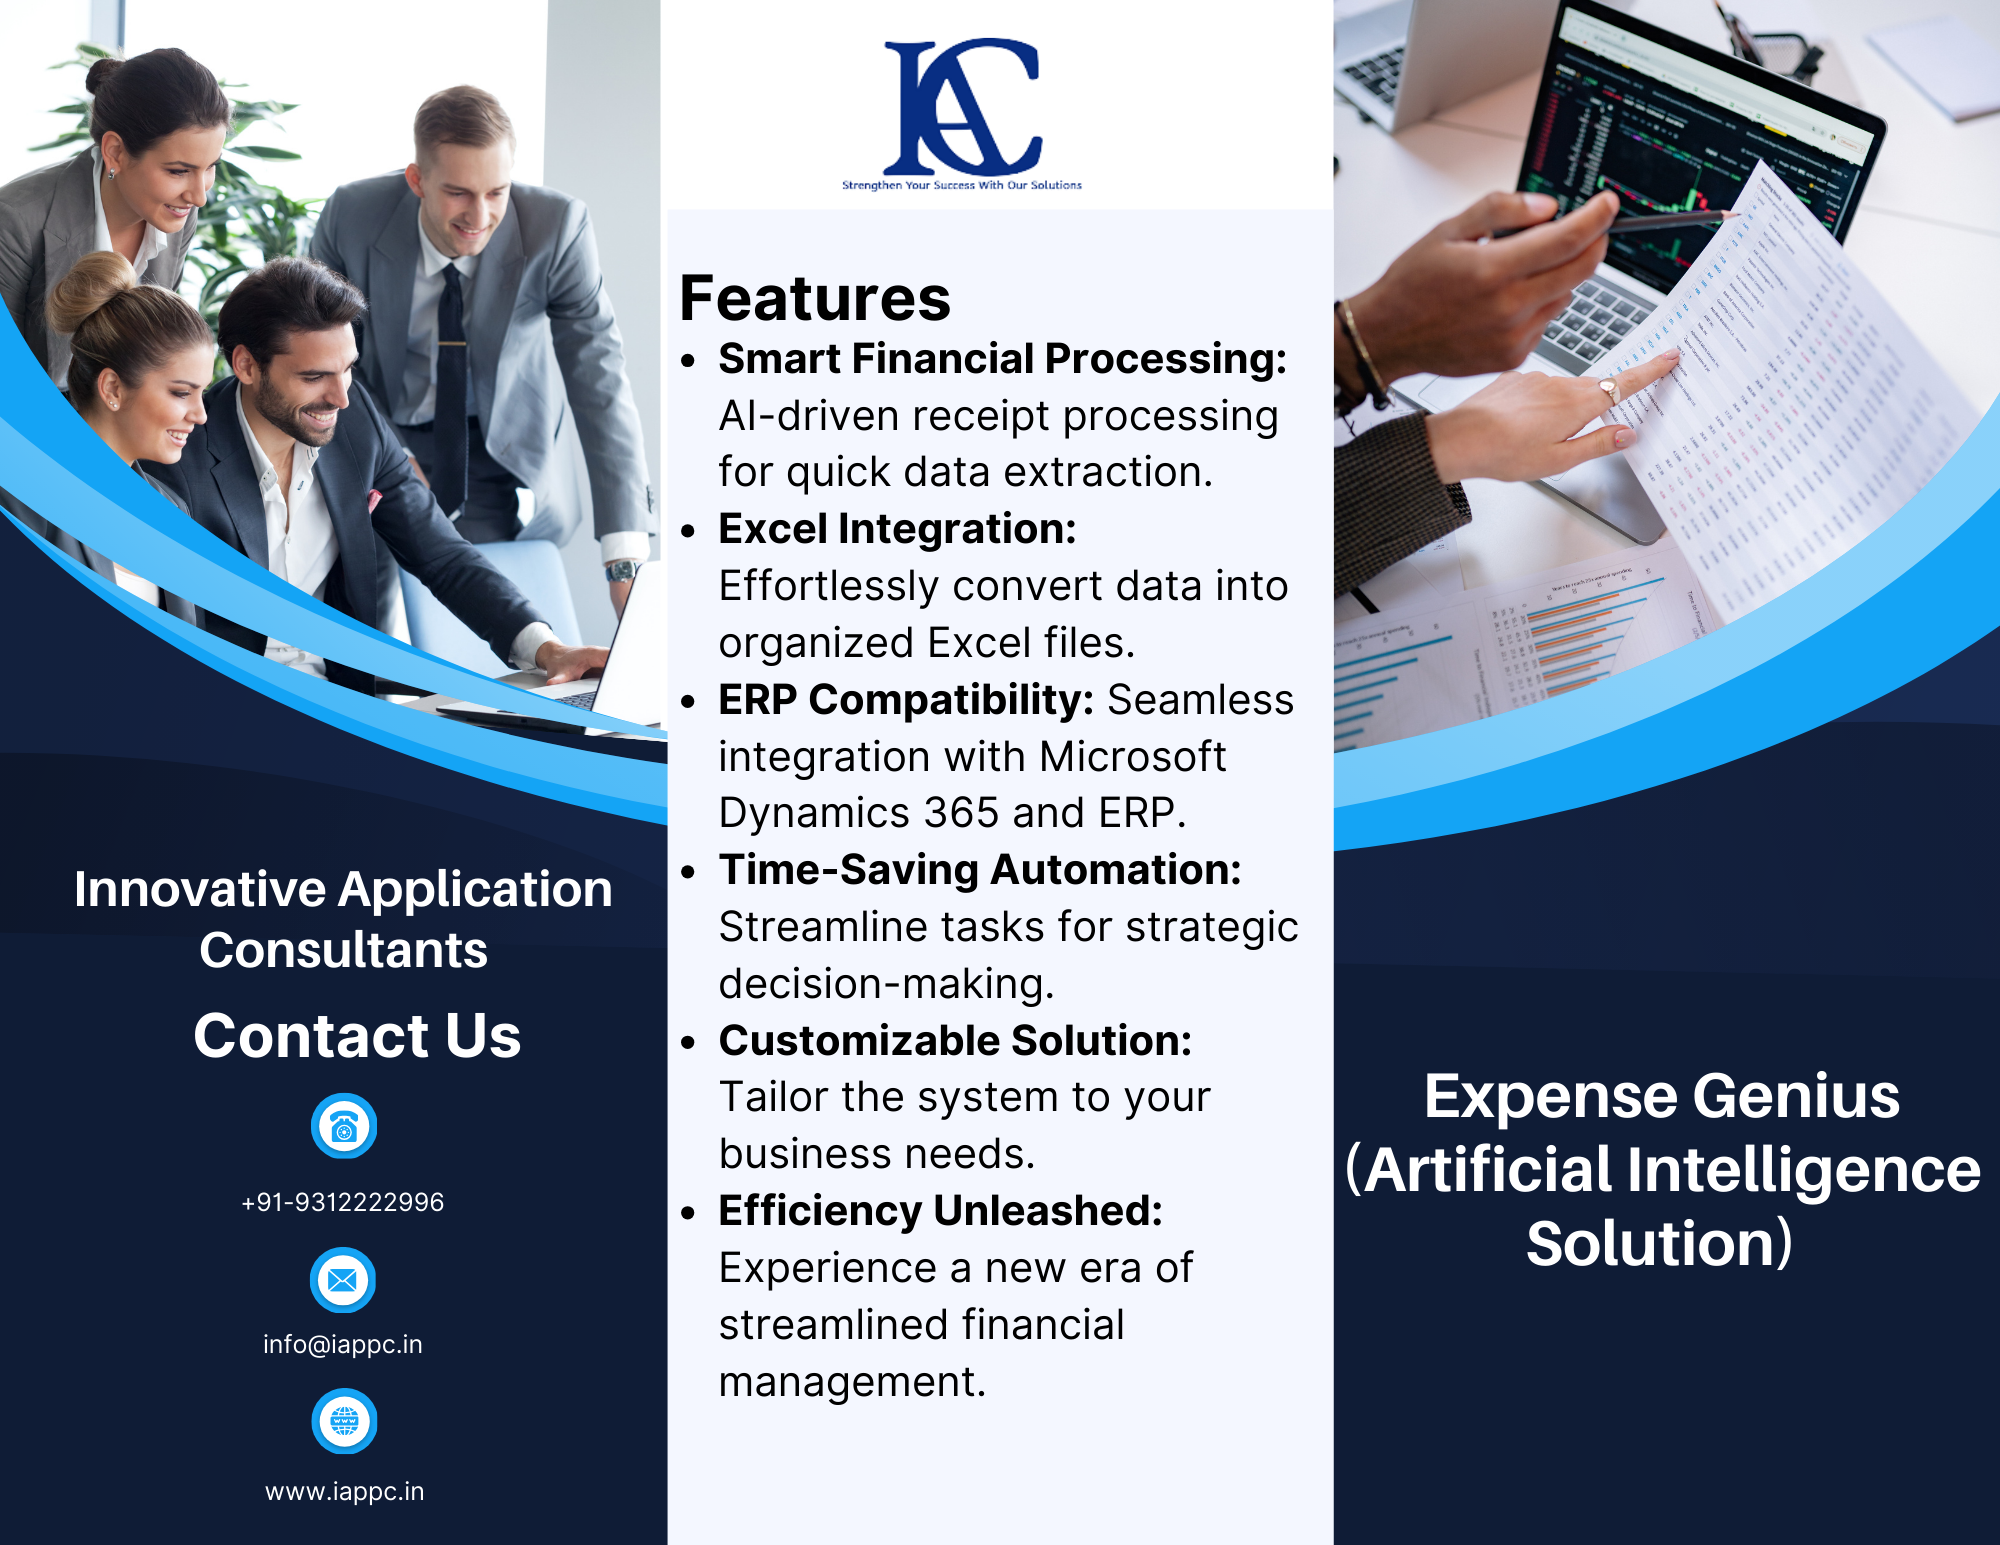 Innovative Application
Consultants
Contact Us
+91-9312222996
info@iappc.in
www
www.iappc.in
IAC
Strengthen Your Success With Our Solutions
Features
• Smart Financial Processing:
AI-driven receipt processing
for quick data extraction.
• Excel Integration:
Effortlessly convert data into
organized Excel files.
• ERP Compatibility: Seamless
integration with Microsoft
Dynamics 365 and ERP.
• Time-Saving Automation:
Streamline tasks for strategic
decision-making.
• Customizable Solution:
Tailor the system to your
business needs.
• Efficiency Unleashed:
Experience a new era of
streamlined financial
management.
Expense Genius
(Artificial Intelligence
Solution)